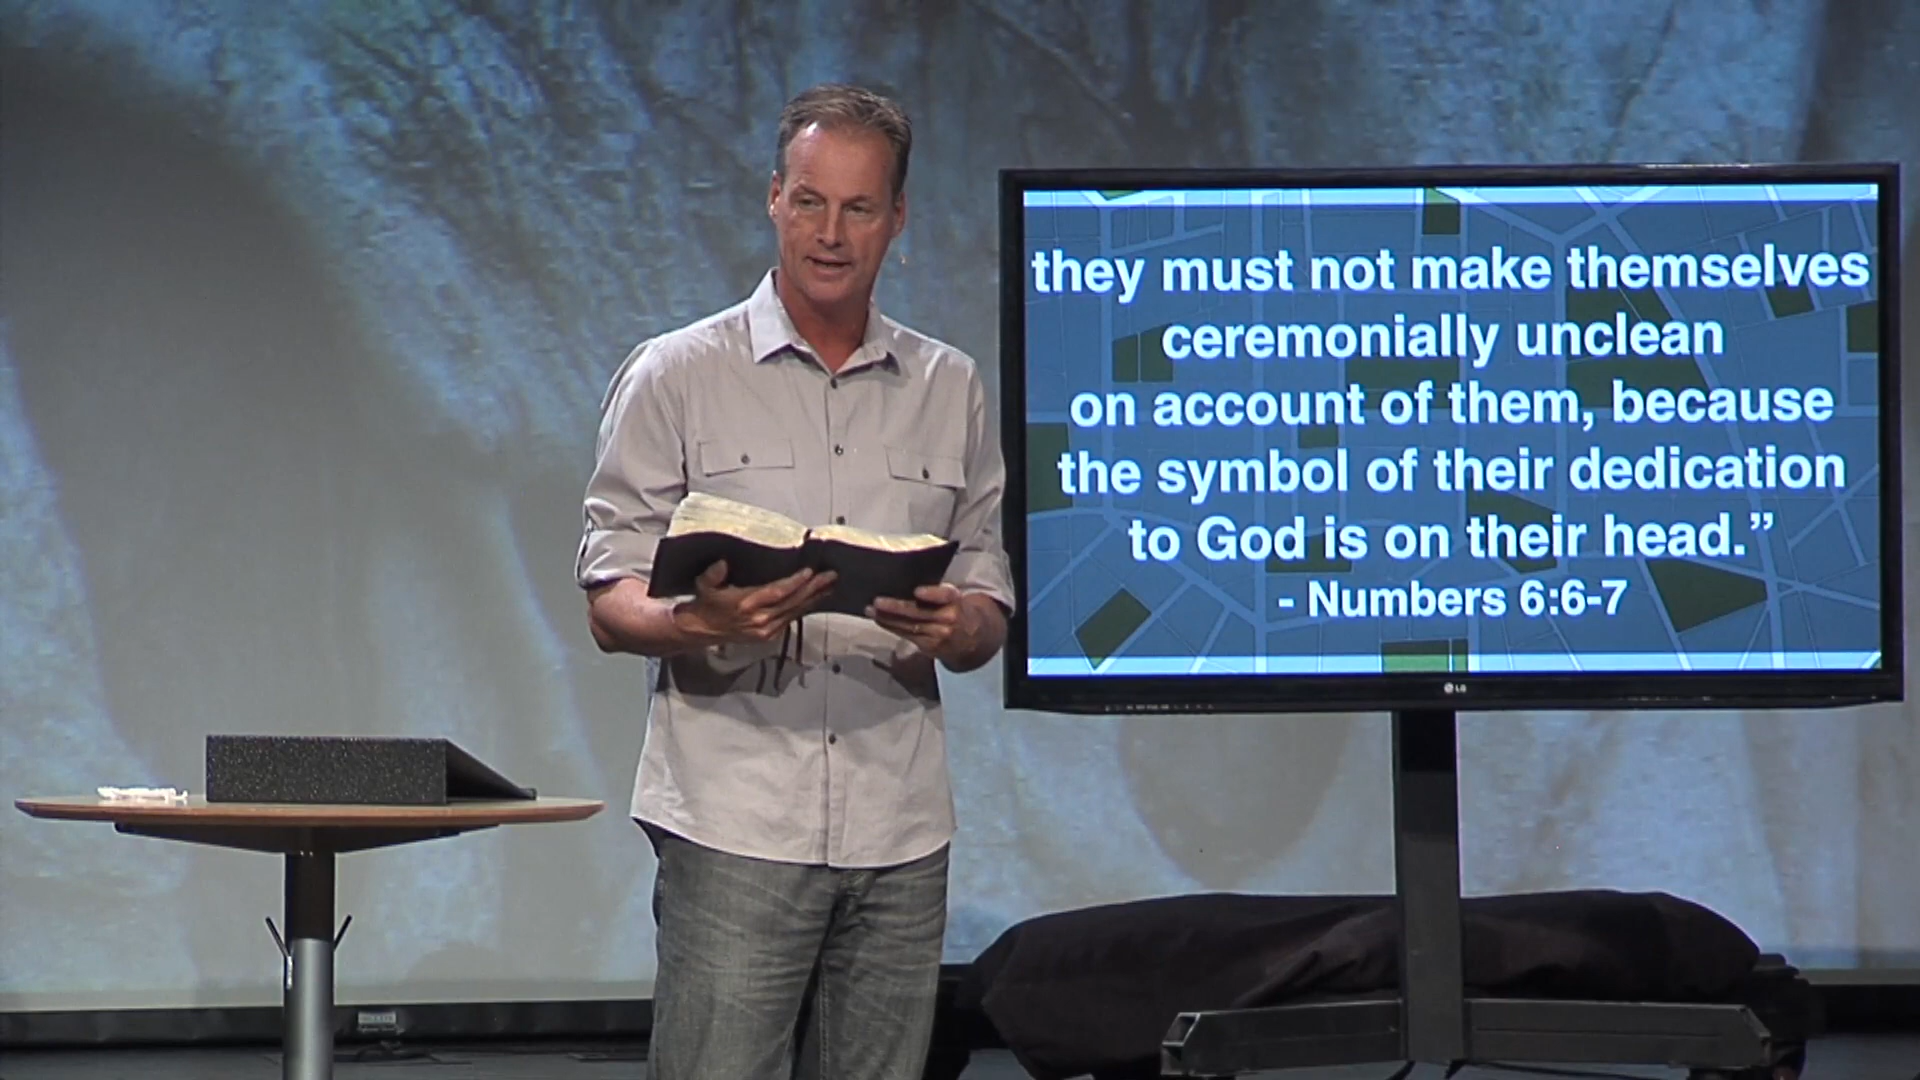 they must not make themselves
ceremonially unclean
on account of them, because
the symbol of their dedication
to God is on their head.”
- Numbers 6:6-7
LG